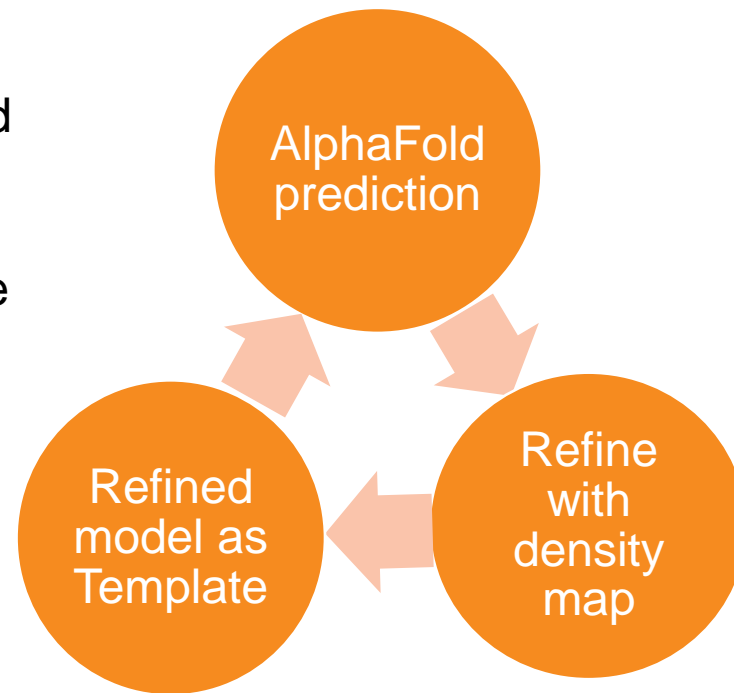 AlphaFold
prediction
Refine
with
density
map
Refined
model as
Template